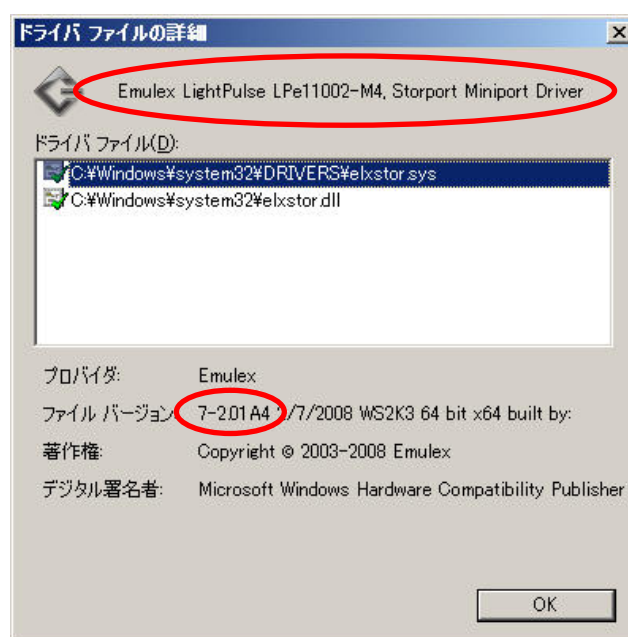 ドライバ ファイルの詳細
Emulex LightPulse LPe11002-M4, Storport Miniport Driver
ドライバ ファイル(D):
C:¥Windows¥system32¥DRIVERS¥elxstor.sys
C:¥Windows¥system32¥elxstor.dll
プロバイダ: Emulex
ファイル バージョン 7-2.01A4 /7/2008 WS2K3 64 bit x64 built by:
著作権: Copyright © 2003-2008 Emulex
デジタル署名者: Microsoft Windows Hardware Compatibility Publisher
OK